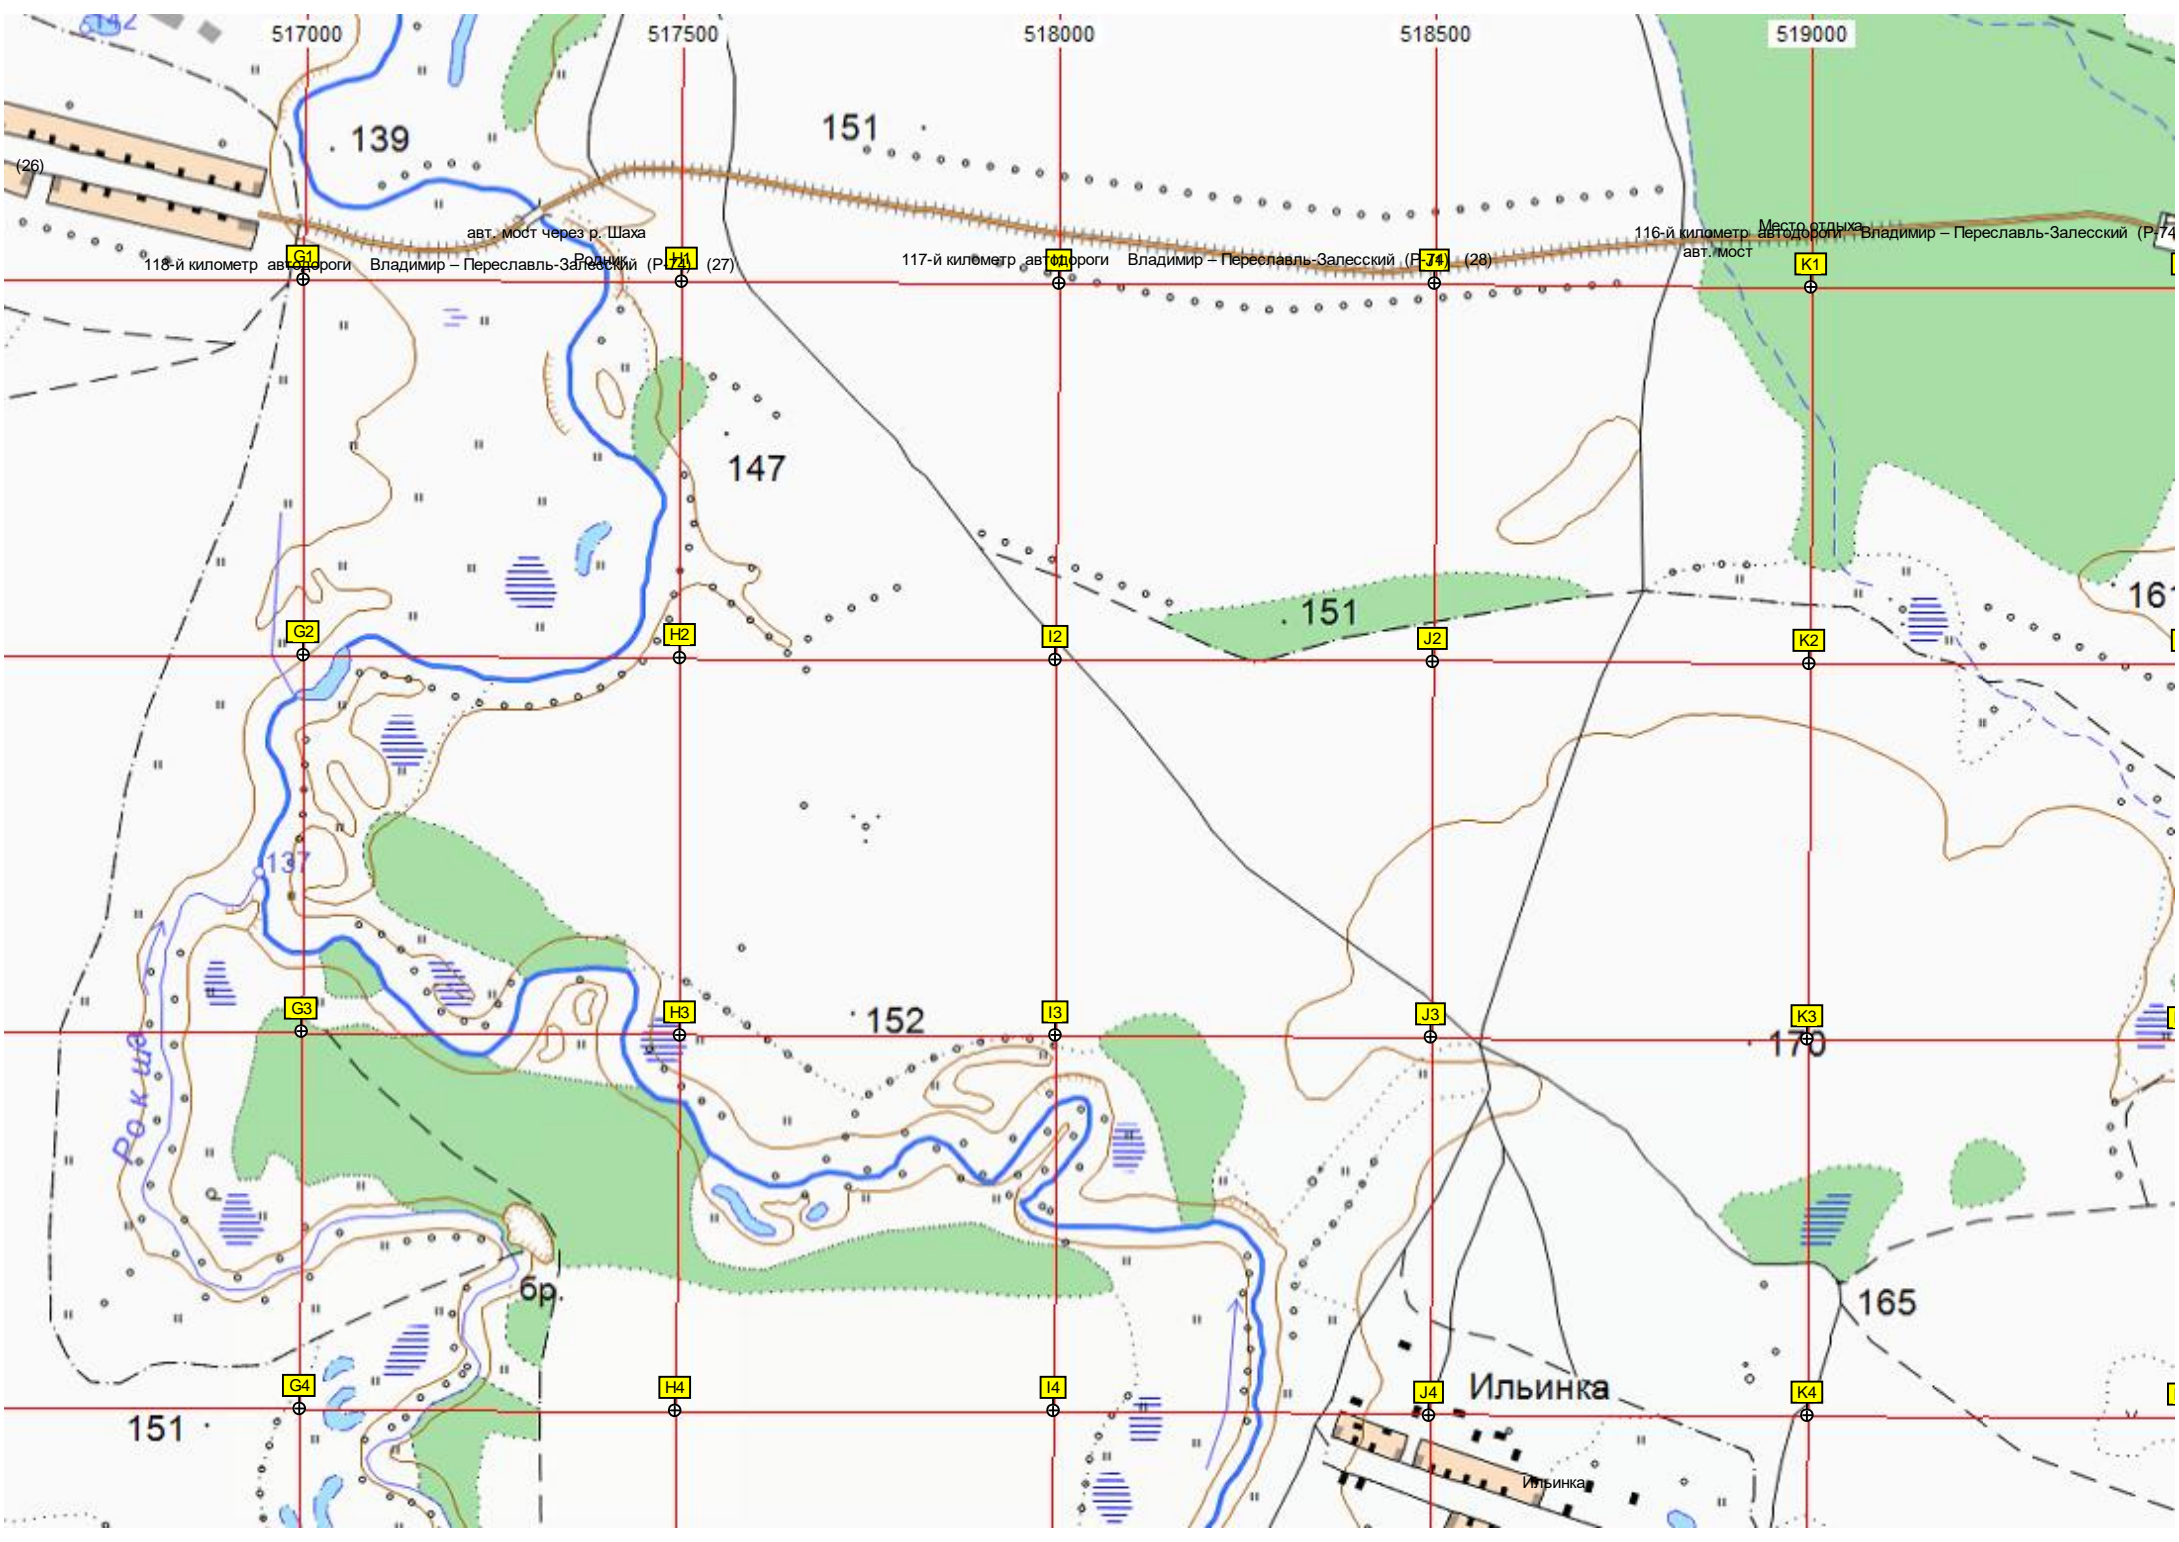 142
517000
517500
518000
518500
519000
139
151
(26)
авт. мост через р. Шаха
Родник
Место отдыха
116-й километр автодороги Владимир – Переславль-Залесский (Р-74
авт. мост
118-й километр автодороги Владимир – Переславль-Залесский (Р-74) (27)
117-й километр автодороги Владимир – Переславль-Залесский (Р-74) (28)
G1
H1
I1
J1
K1
147
151
161
G2
H2
I2
J2
K2
137
152
170
G3
H3
I3
J3
K3
Рокша
бр.
165
G4
H4
I4
J4
K4
Ильинка
151
Ильинка